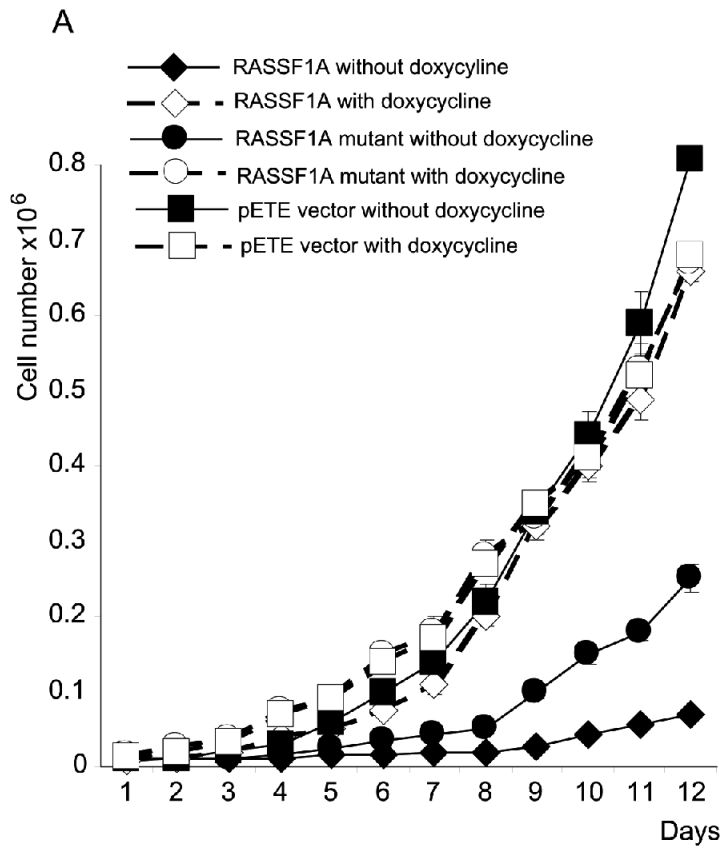 A
RASSF1A without doxycyline
RASSF1A with doxycycline
RASSF1A mutant without doxycycline
RASSF1A mutant with doxycycline
pETE vector without doxycycline
pETE vector with doxycycline
Cell number x10⁶
0.8
0.7
0.6
0.5
0.4
0.3
0.2
0.1
0
1 2 3 4 5 6 7 8 9 10 11 12
Days